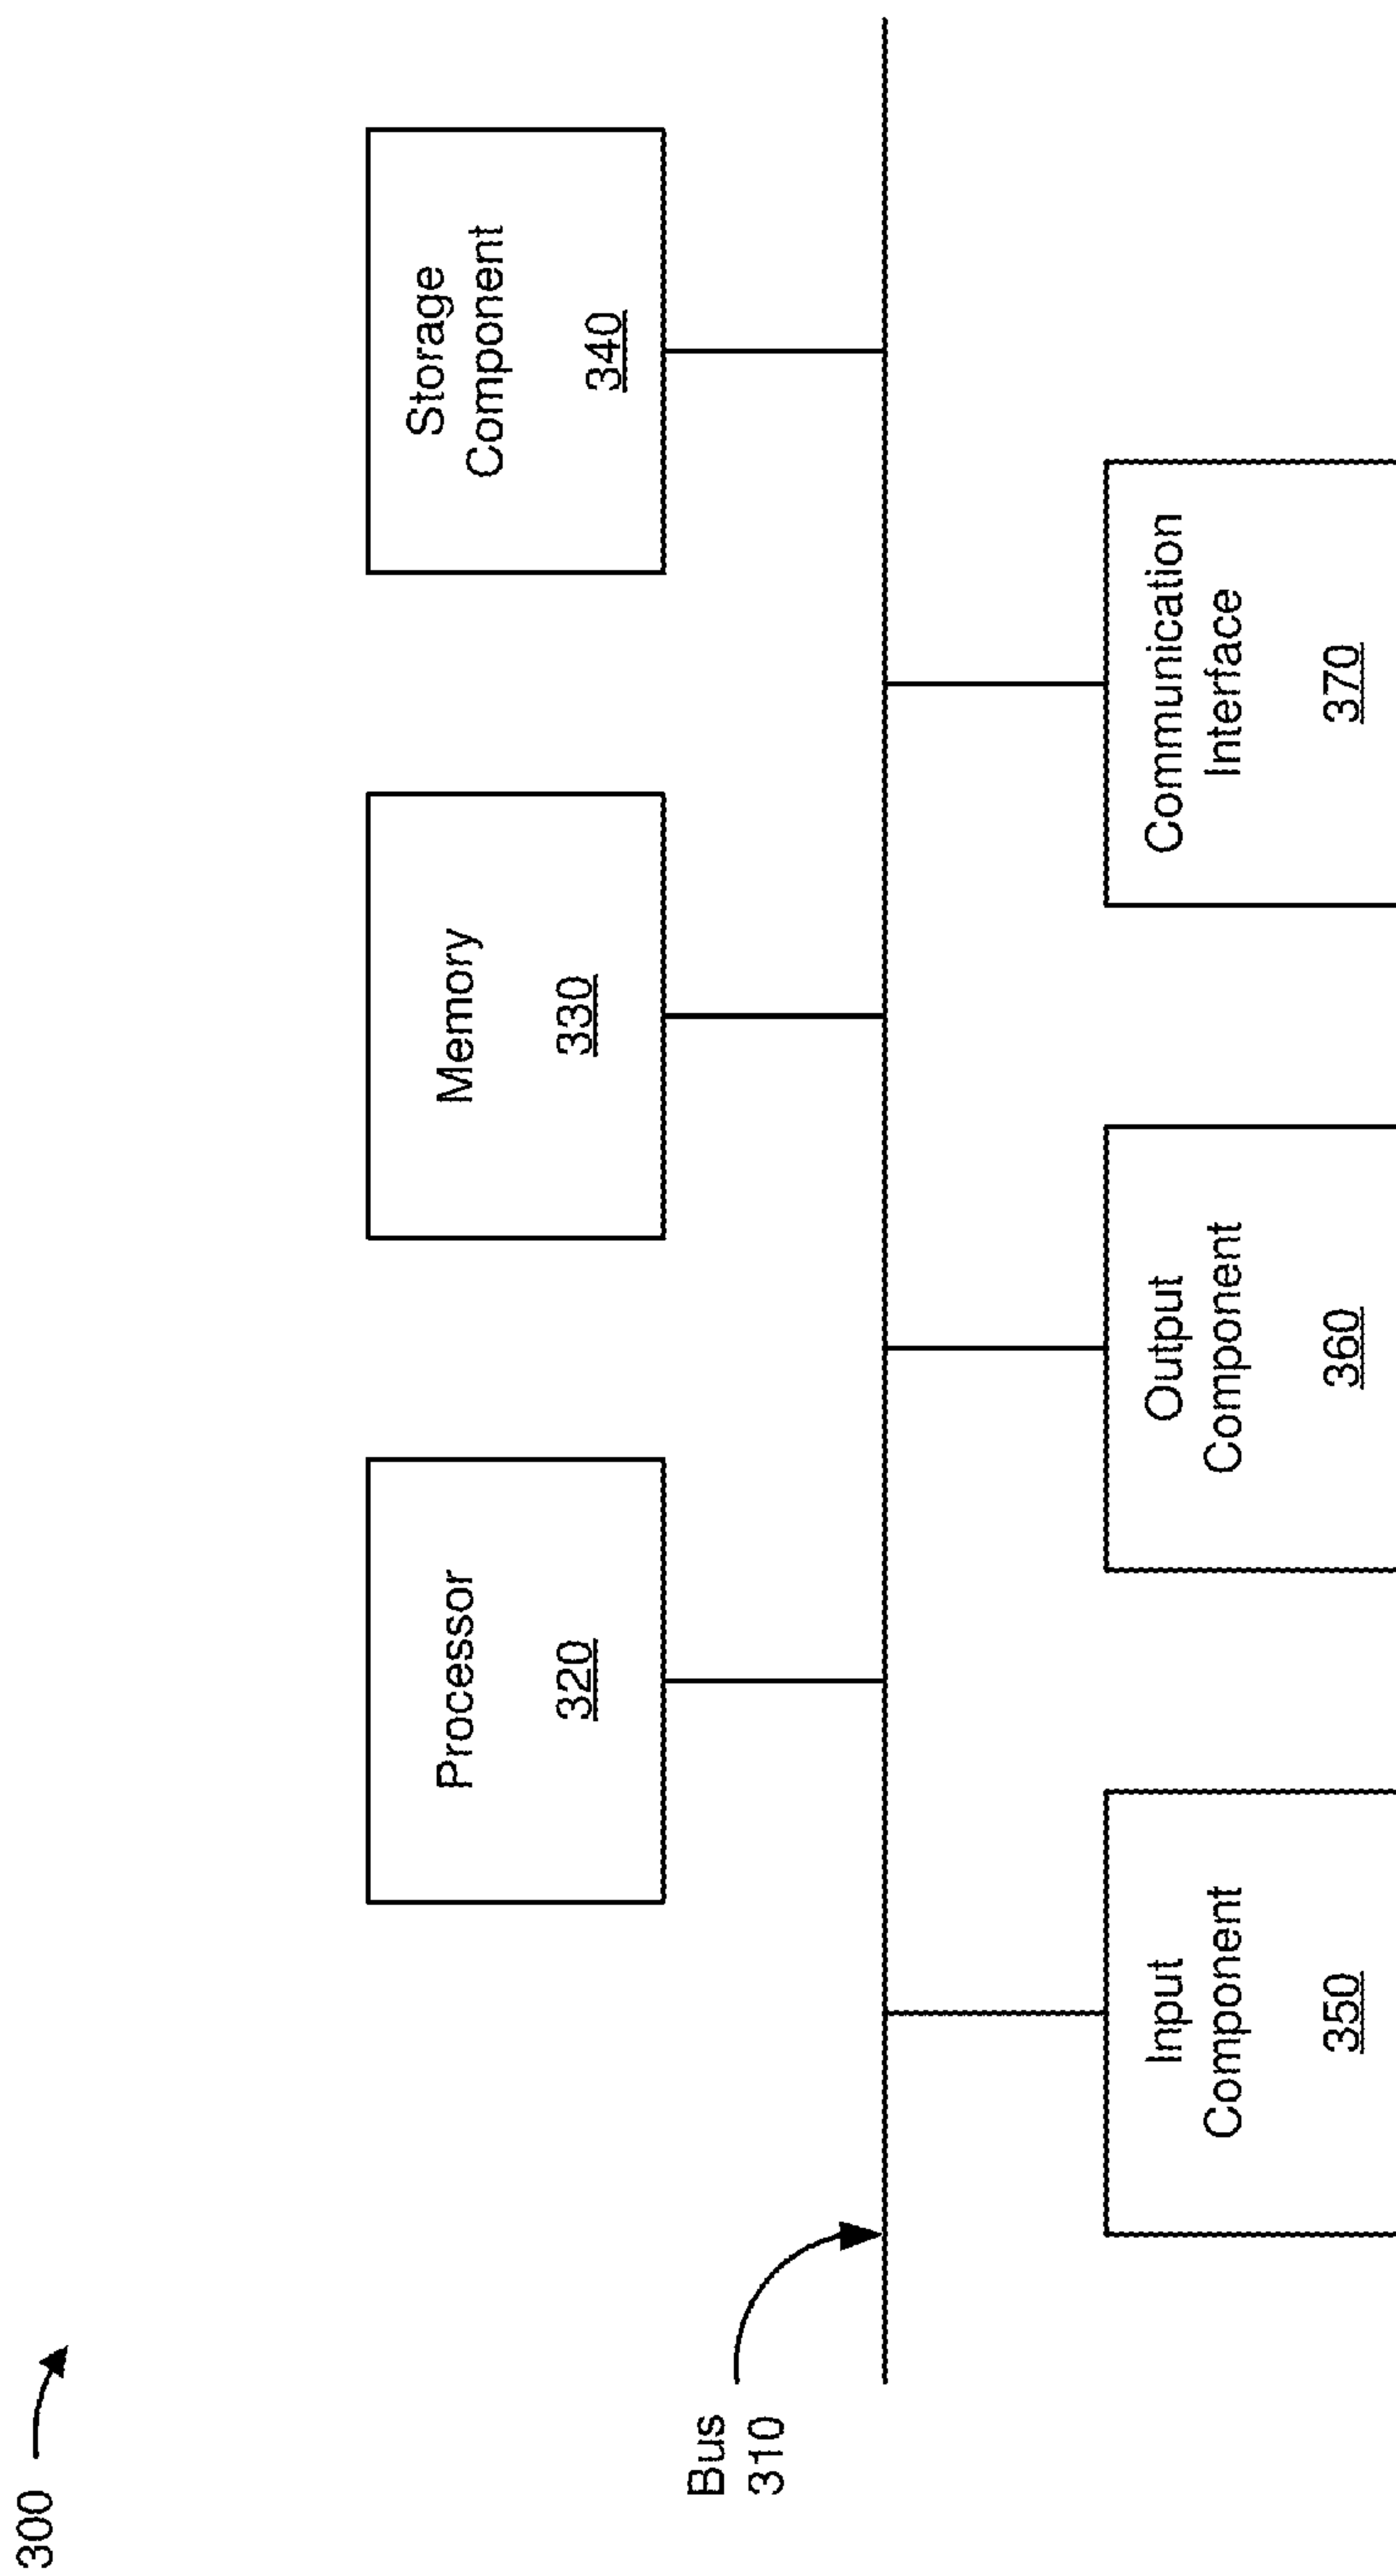 300
Processor
320
Memory
330
Storage
Component
340
Bus
310
Input
Component
350
Output
Component
360
Communication
Interface
370